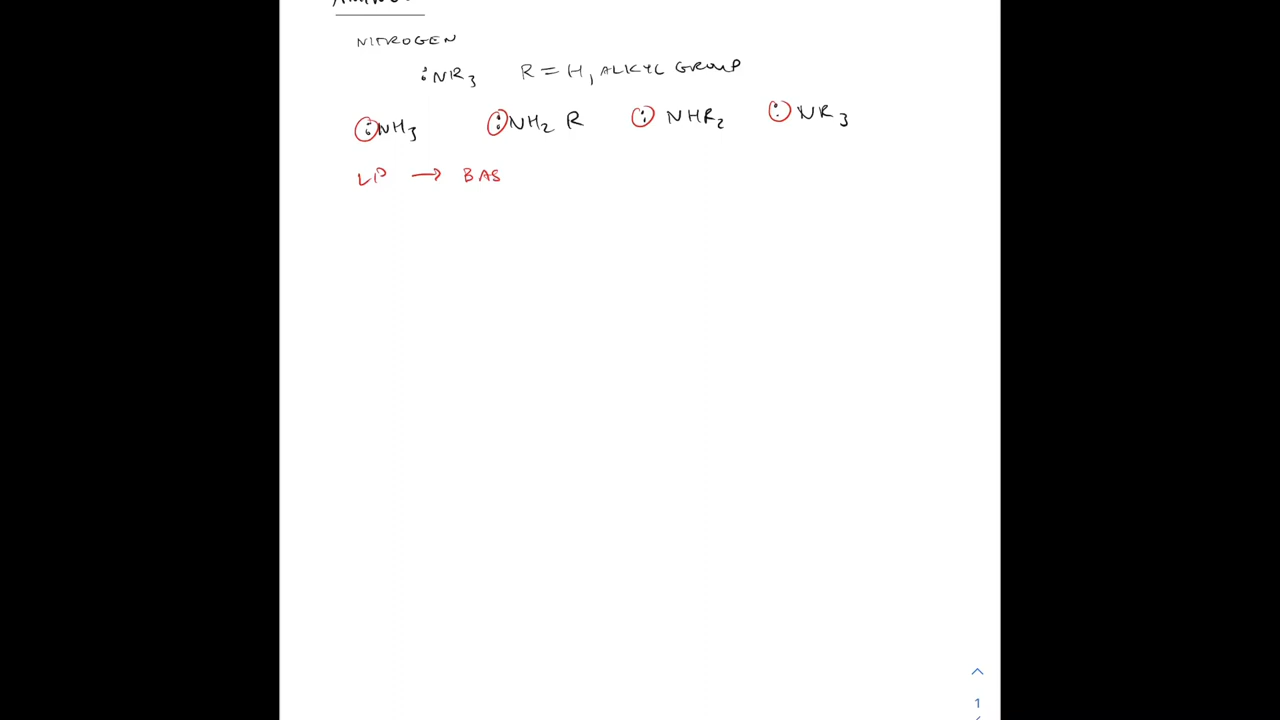 NITROGEN
:NR3 R = H, ALKYL GROUP
:NH3 :NH2 R : NHR2 : NR3
LP → BAS
1